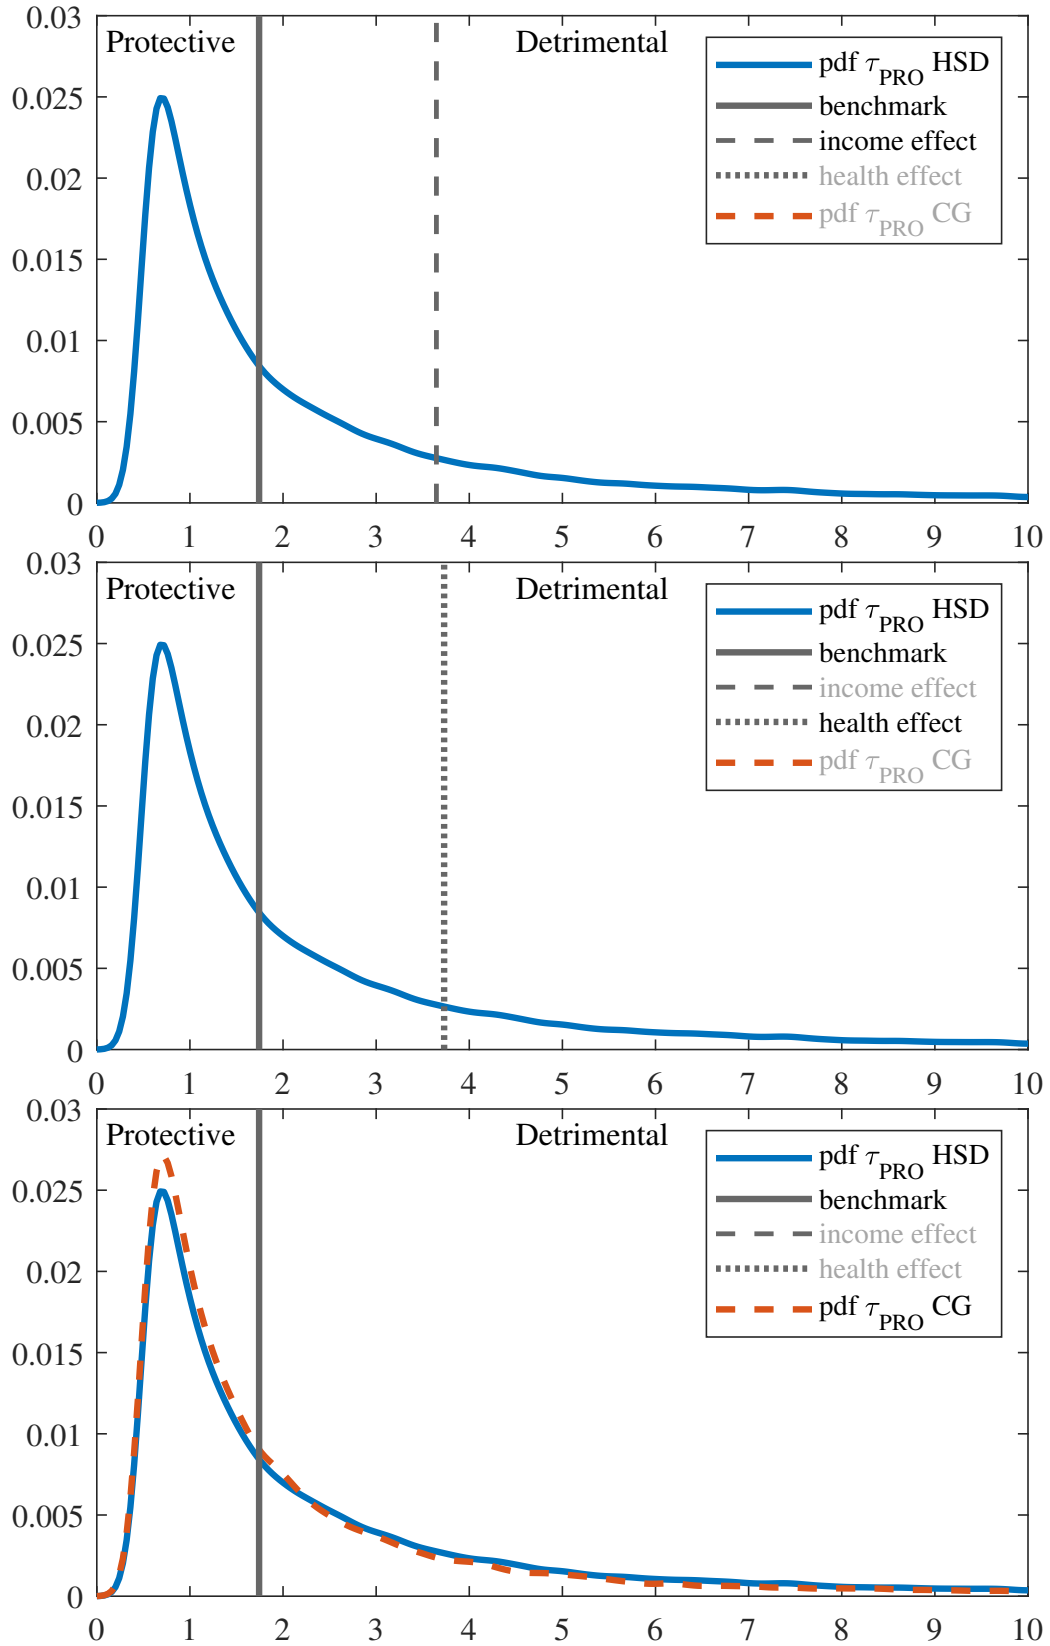 0.03
Protective
Detrimental
pdf τPRO HSD
benchmark
income effect
health effect
pdf τPRO CG
0.025
0.02
0.015
0.01
0.005
0
0 1 2 3 4 5 6 7 8 9 10
0.03
Protective
Detrimental
pdf τPRO HSD
benchmark
income effect
health effect
pdf τPRO CG
0.025
0.02
0.015
0.01
0.005
0
0 1 2 3 4 5 6 7 8 9 10
0.03
Protective
Detrimental
pdf τPRO HSD
benchmark
income effect
health effect
pdf τPRO CG
0.025
0.02
0.015
0.01
0.005
0
0 1 2 3 4 5 6 7 8 9 10